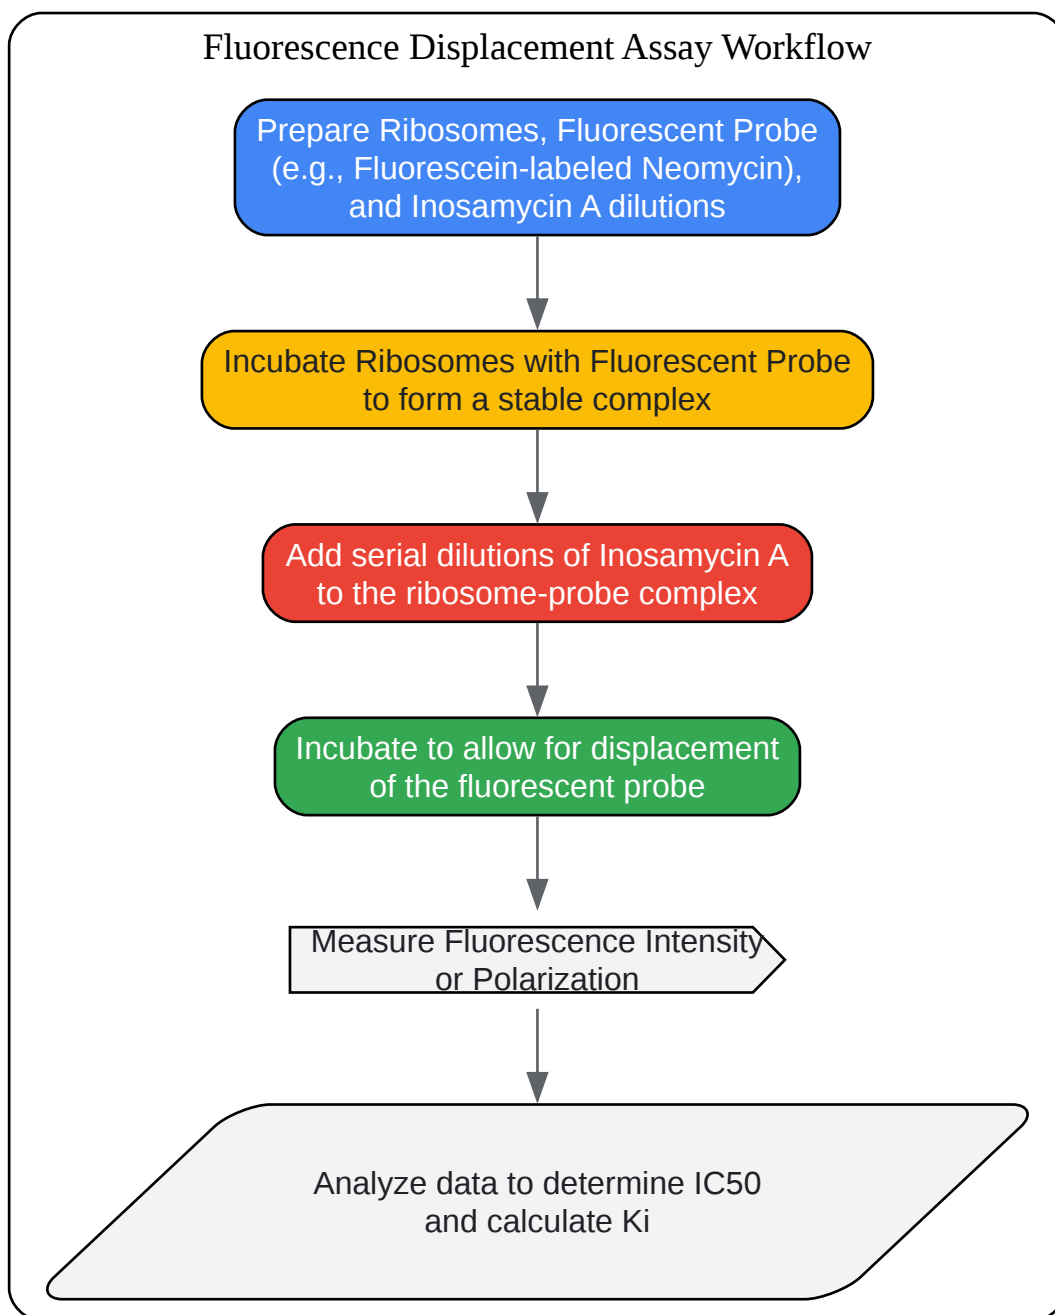 Fluorescence Displacement Assay Workflow
Prepare Ribosomes, Fluorescent Probe
(e.g., Fluorescein-labeled Neomycin),
and Inosamycin A dilutions
Incubate Ribosomes with Fluorescent Probe
to form a stable complex
Add serial dilutions of Inosamycin A
to the ribosome-probe complex
Incubate to allow for displacement
of the fluorescent probe
Measure Fluorescence Intensity
or Polarization
Analyze data to determine IC50
and calculate Ki